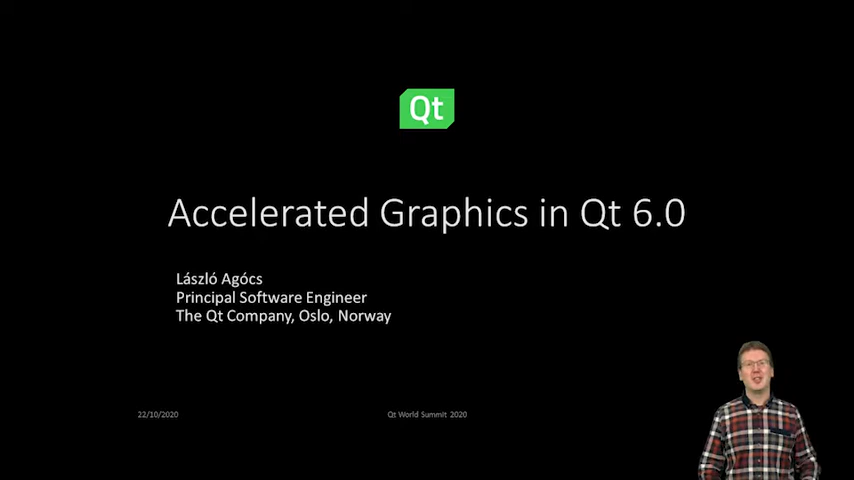 Qt
Accelerated Graphics in Qt 6.0
László Agócs
Principal Software Engineer
The Qt Company, Oslo, Norway
22/10/2020
Qt World Summit 2020